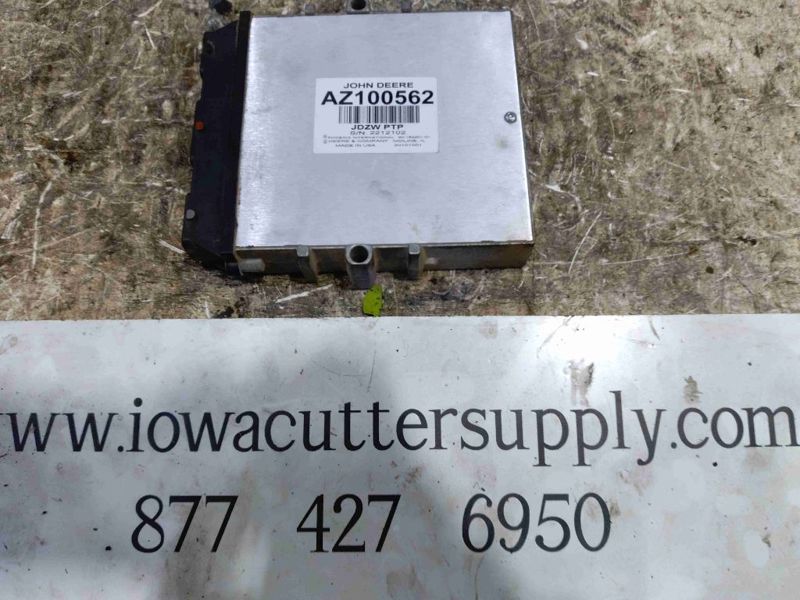 JOHN DEERE
AZ100562
JDZW PTP
S/N: 2212102
INTERNATIONAL
DEERE & COMPANY MOLINE, IL
MADE IN USA
www.iowacuttersupply.com
877 427 6950